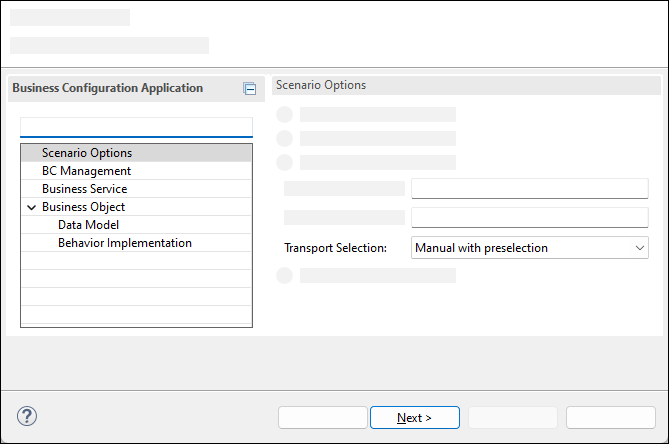 Business Configuration Application
Scenario Options
Scenario Options
BC Management
Business Service
Business Object
Data Model
Behavior Implementation
Transport Selection: Manual with preselection
?
Next >